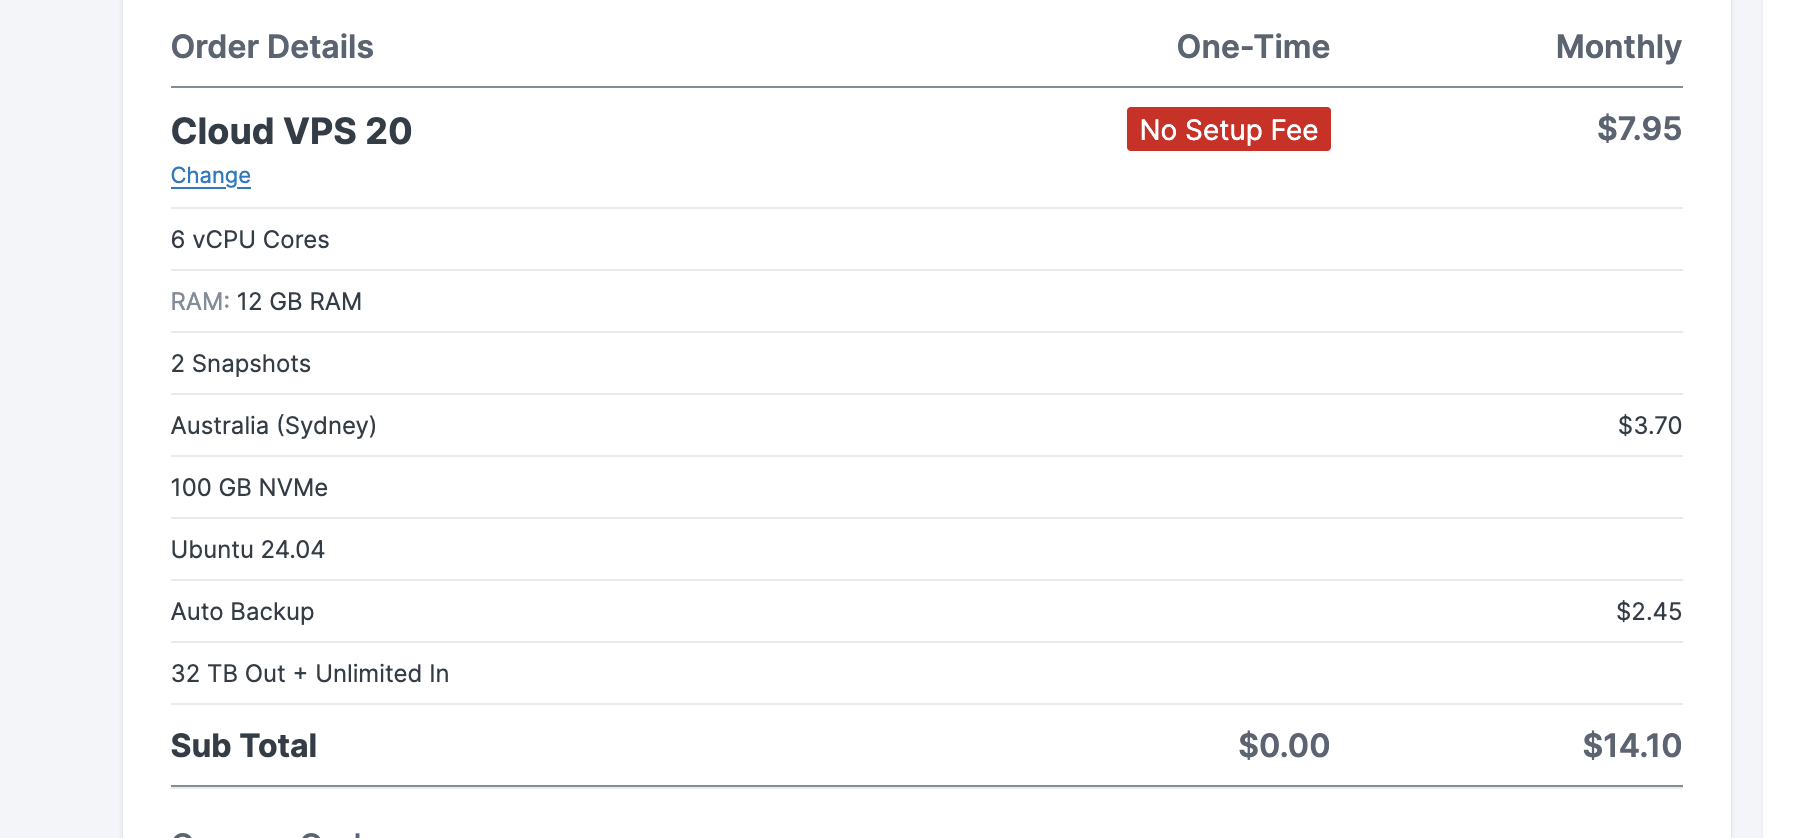 Order Details One-Time Monthly
Cloud VPS 20 No Setup Fee $7.95
Change
6 vCPU Cores
RAM: 12 GB RAM
2 Snapshots
Australia (Sydney) $3.70
100 GB NVMe
Ubuntu 24.04
Auto Backup $2.45
32 TB Out + Unlimited In
Sub Total $0.00 $14.10